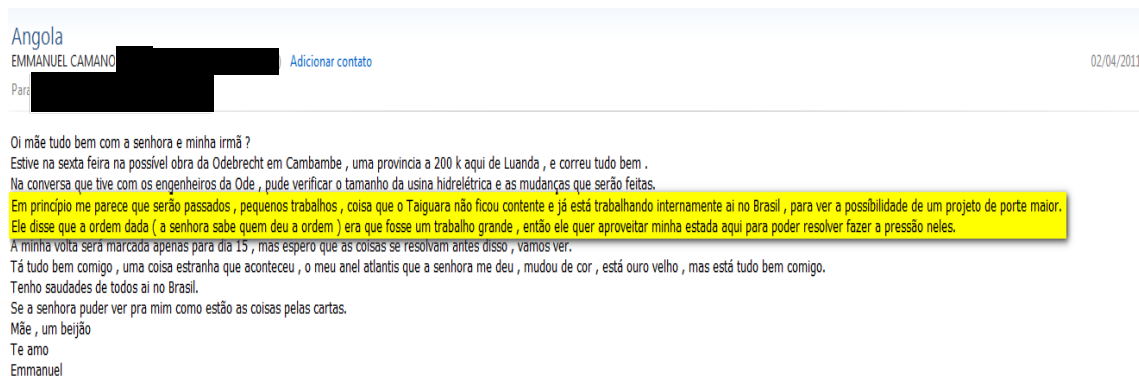 Angola
EMMANUEL CAMANO Adicionar contato 02/04/2011
Para
Oi mãe tudo bem com a senhora e minha irmã ?
Estive na sexta feira na possível obra da Odebrecht em Cambambe , uma provincia a 200 k aqui de Luanda , e correu tudo bem .
Na conversa que tive com os engenheiros da Ode , pude verificar o tamanho da usina hidrelétrica e as mudanças que serão feitas.
Em princípio me parece que serão passados , pequenos trabalhos , coisa que o Taiguara não ficou contente e já está trabalhando internamente ai no Brasil , para ver a possíbilidade de um projeto de porte maior.
Ele disse que a ordem dada ( a senhora sabe quem deu a ordem ) era que fosse um trabalho grande , então ele quer aproveitar minha estada aqui para poder resolver fazer a pressão neles.
A minha volta será marcada apenas para dia 15 , mas espero que as coisas se resolvam antes disso , vamos ver.
Tá tudo bem comigo , uma coisa estranha que aconteceu , o meu anel atlantis que a senhora me deu , mudou de cor , está ouro velho , mas está tudo bem comigo.
Tenho saudades de todos ai no Brasil.
Se a senhora puder ver pra mim como estão as coisas pelas cartas.
Mãe , um beijão
Te amo
Emmanuel